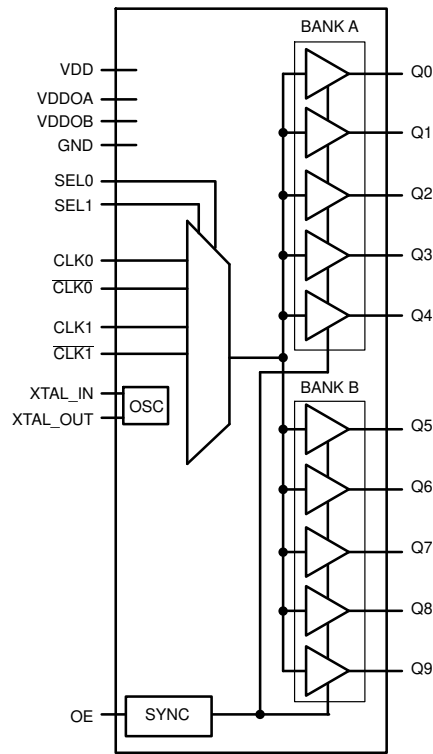 BANK A
VDD
VDDOA
VDDOB
GND
SEL0
SEL1
CLK0
CLK0
CLK1
CLK1
XTAL_IN
XTAL_OUT
OSC
OE
SYNC
Q0
Q1
Q2
Q3
Q4
BANK B
Q5
Q6
Q7
Q8
Q9